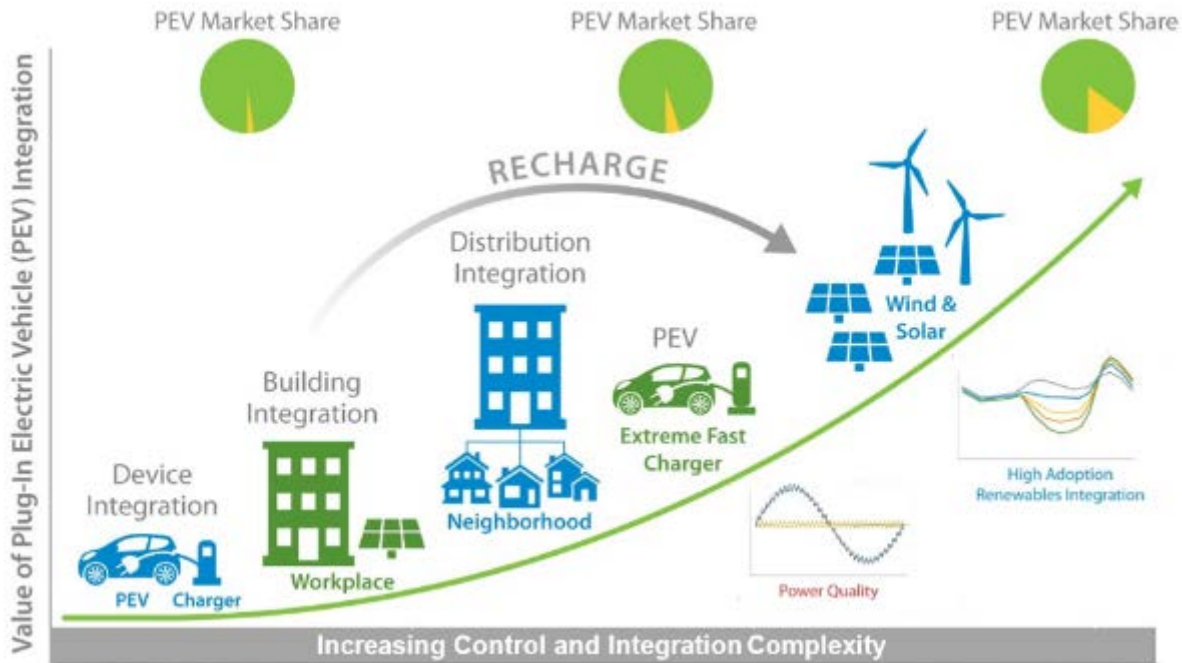 PEV Market Share
PEV Market Share
PEV Market Share
Value of Plug-In Electric Vehicle (PEV) Integration
RECHARGE
Distribution
Integration
Wind &
Solar
PEV
Building
Integration
Extreme Fast
Charger
Device
Integration
Neighborhood
High Adoption
Renewables Integration
Workplace
PEV
Charger
Power Quality
Increasing Control and Integration Complexity